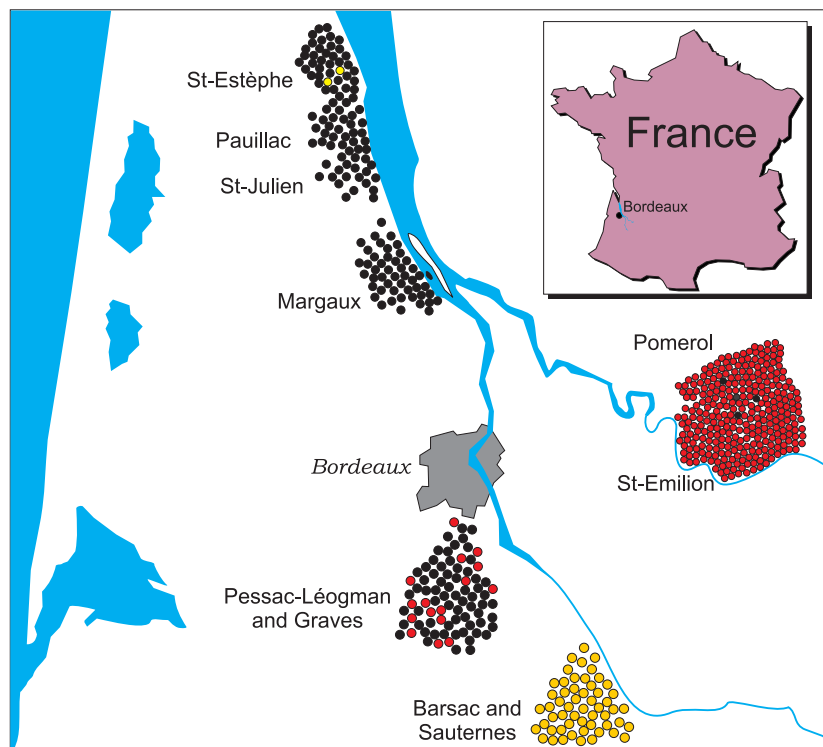 St-Estèphe
Pauillac
St-Julien
Margaux
France
Bordeaux
Pomerol
St-Emilion
Bordeaux
Pessac-Léogman
and Graves
Barsac and
Sauternes